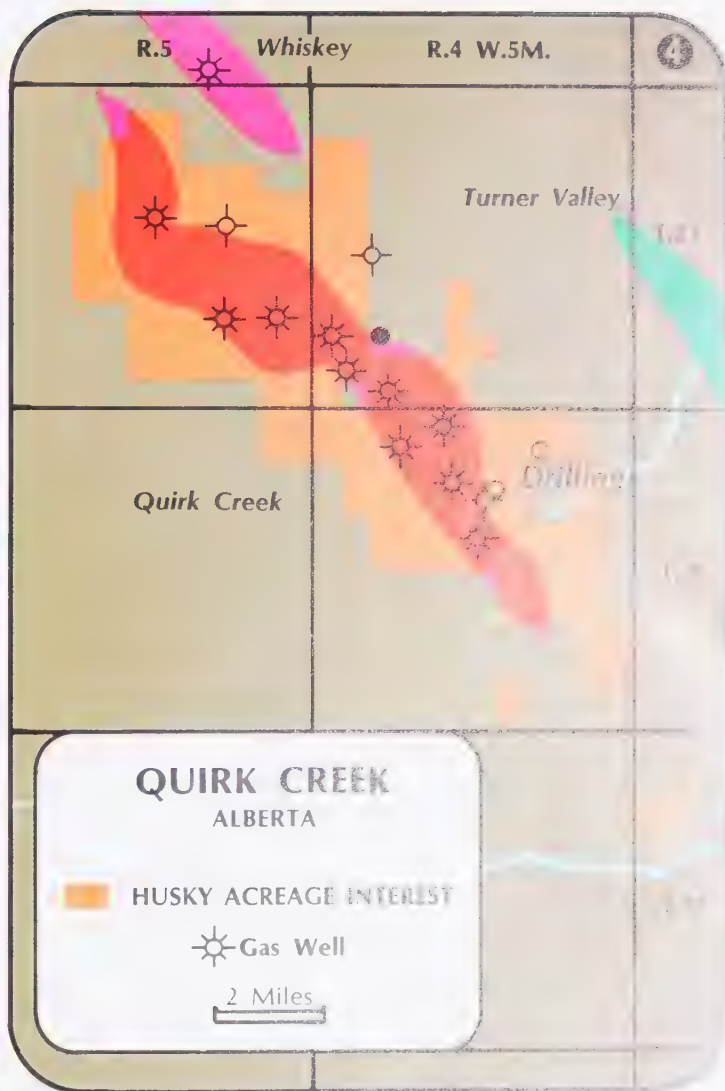 R.5 Whiskey R.4 W.5M. 4
Turner Valley
Drilling
Quirk Creek
QUIRK CREEK
ALBERTA
HUSKY ACREAGE INTEREST
Gas Well
2 Miles